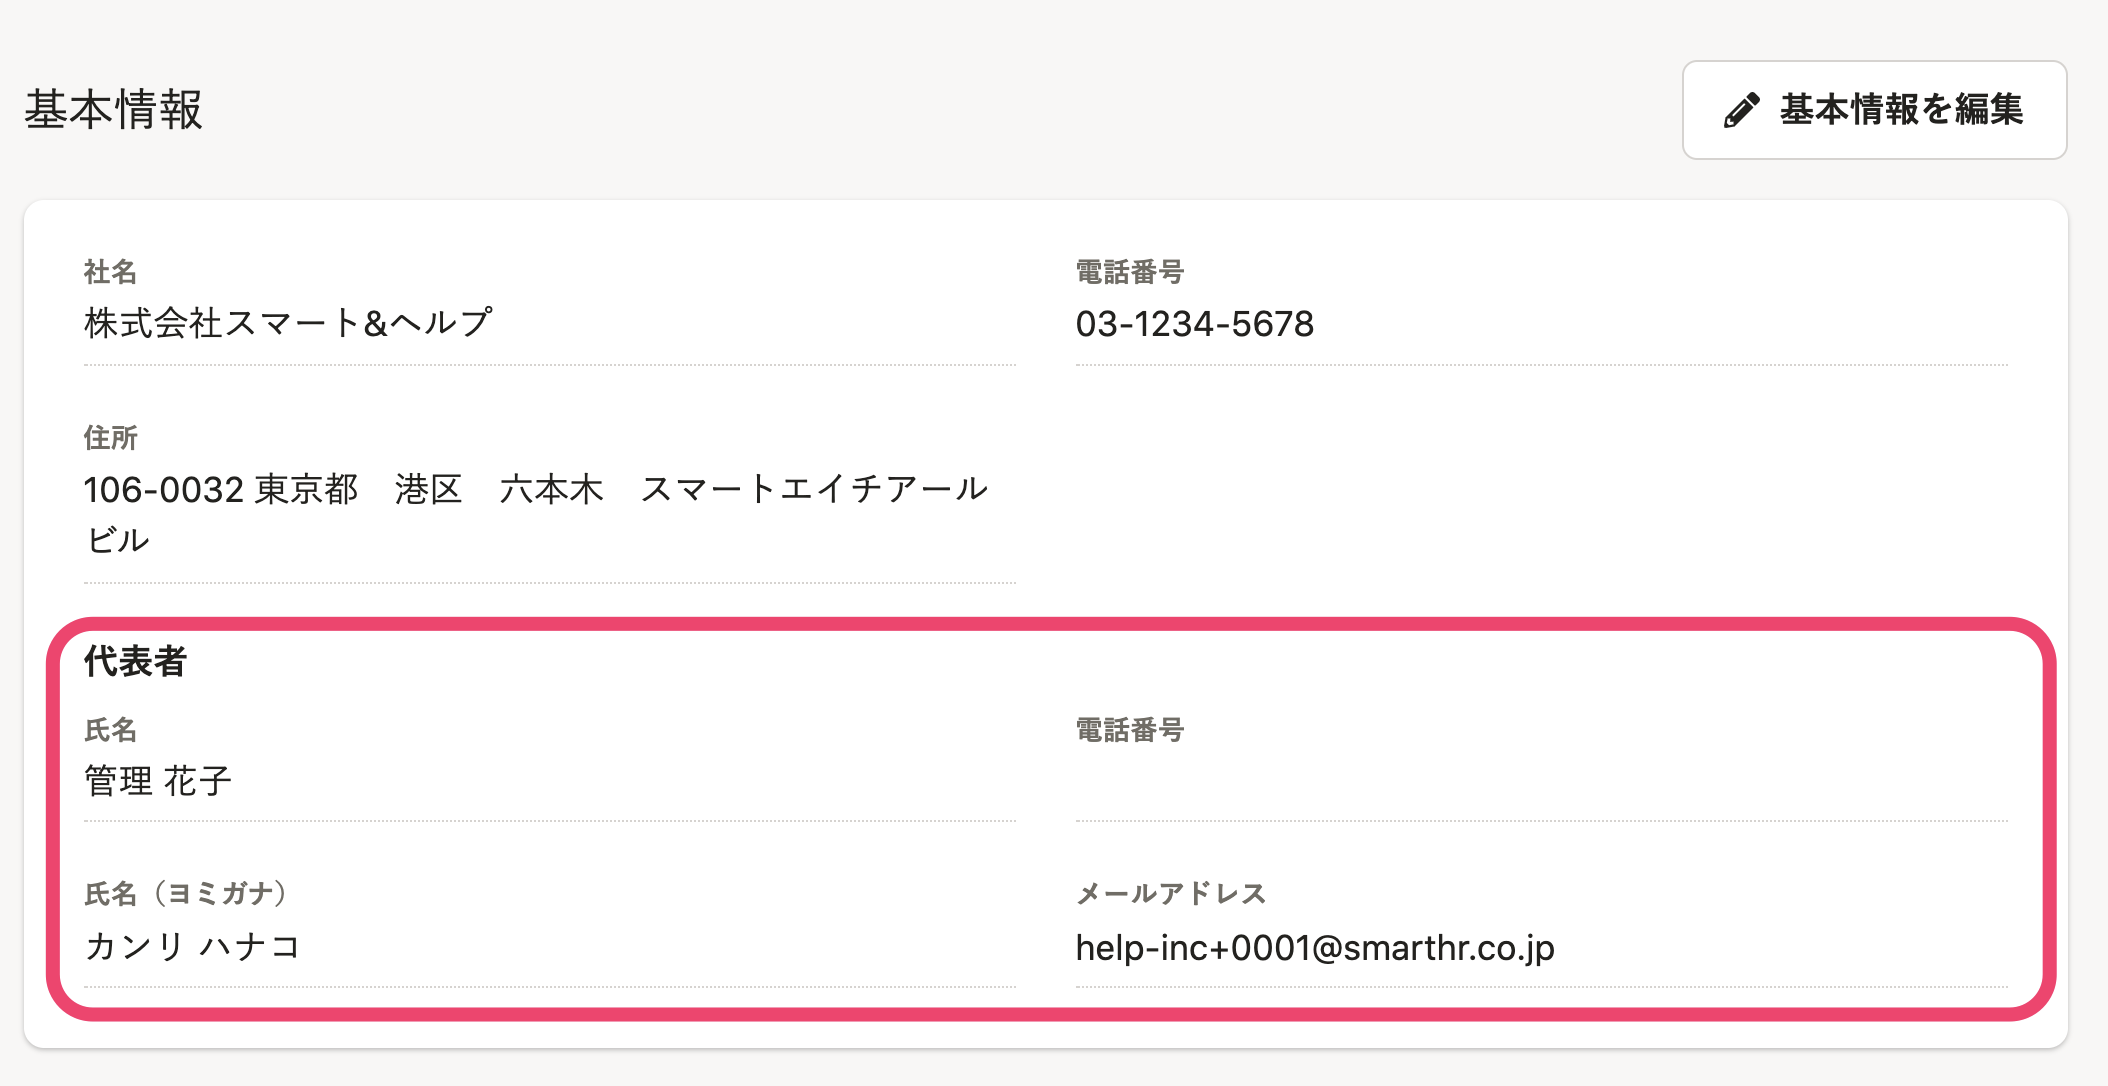 基本情報
基本情報を編集
社名
株式会社スマート&ヘルプ
電話番号
03-1234-5678
住所
106-0032 東京都　港区　六本木　スマートエイチアール
ビル
代表者
氏名
管理 花子
電話番号
氏名（ヨミガナ）
カンリ ハナコ
メールアドレス
help-inc+0001@smarthr.co.jp